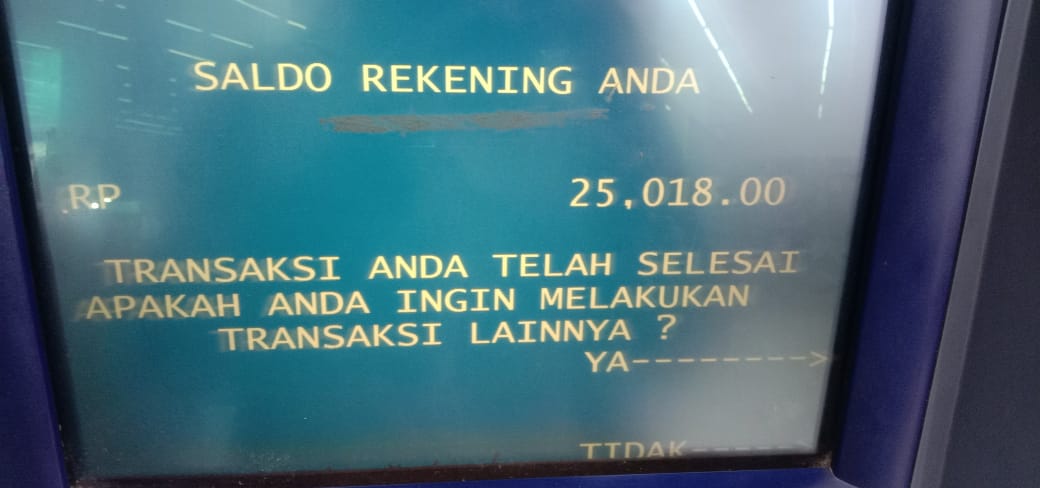 SALDO REKENING ANDA
RP 25,018.00
TRANSAKSI ANDA TELAH SELESAI
APAKAH ANDA INGIN MELAKUKAN
TRANSAKSI LAINNYA ?
YA-------->
TIDAK------>